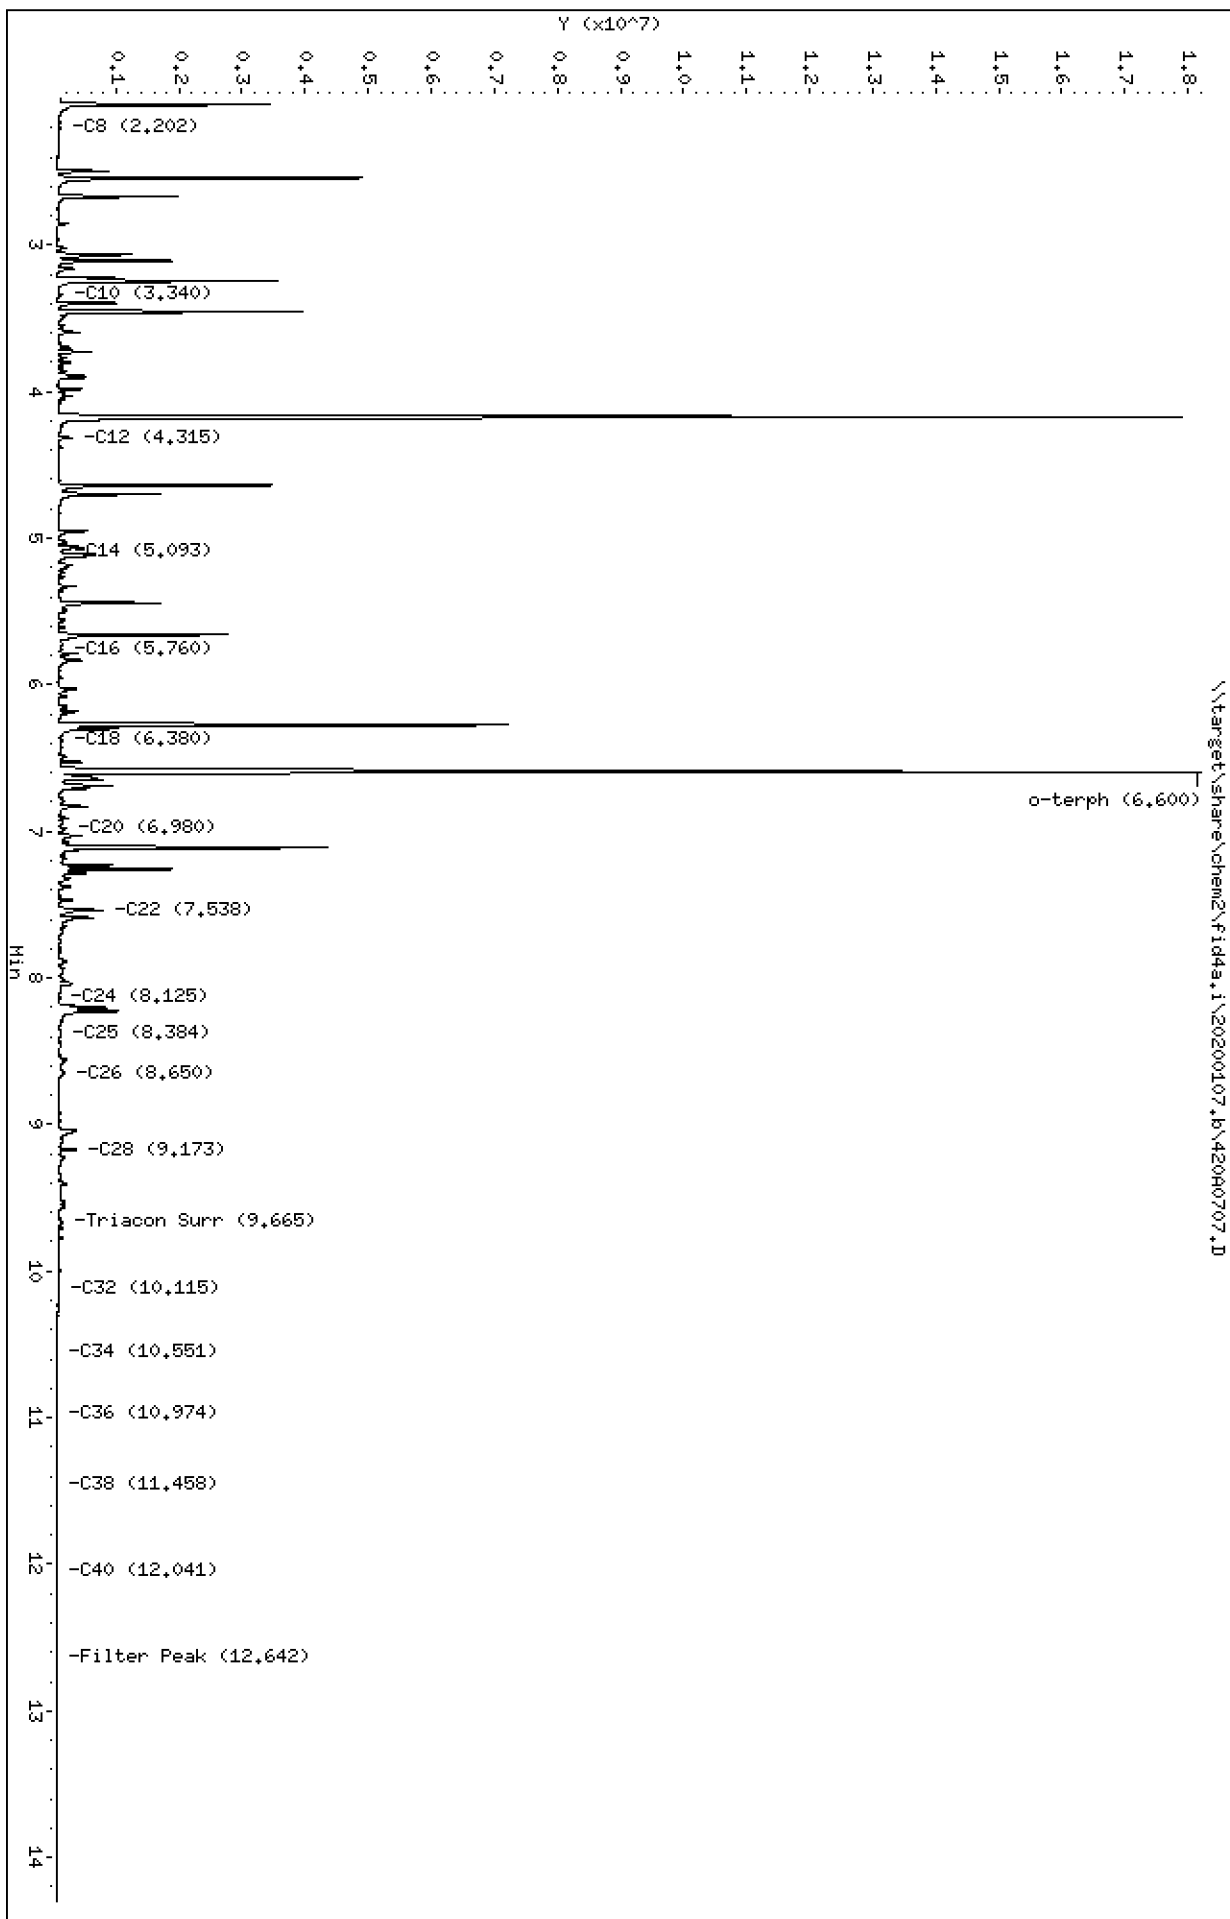 \\target\share\chem2\fid4a.i\20200107.b\420A0707.D
Y (x10^7)
0.1
0.2
0.3
0.4
0.5
0.6
0.7
0.8
0.9
1.0
1.1
1.2
1.3
1.4
1.5
1.6
1.7
1.8
-C8 (2.202)
-C10 (3.340)
-C12 (4.315)
-C14 (5.093)
-C16 (5.760)
-C18 (6.380)
o-terph (6.600)
-C20 (6.980)
-C22 (7.538)
-C24 (8.125)
-C25 (8.384)
-C26 (8.650)
-C28 (9.173)
-Triacon Surr (9.665)
-C32 (10.115)
-C34 (10.551)
-C36 (10.974)
-C38 (11.458)
-C40 (12.041)
-Filter Peak (12.642)
3
4
5
6
7
8
9
10
11
12
13
14
Min